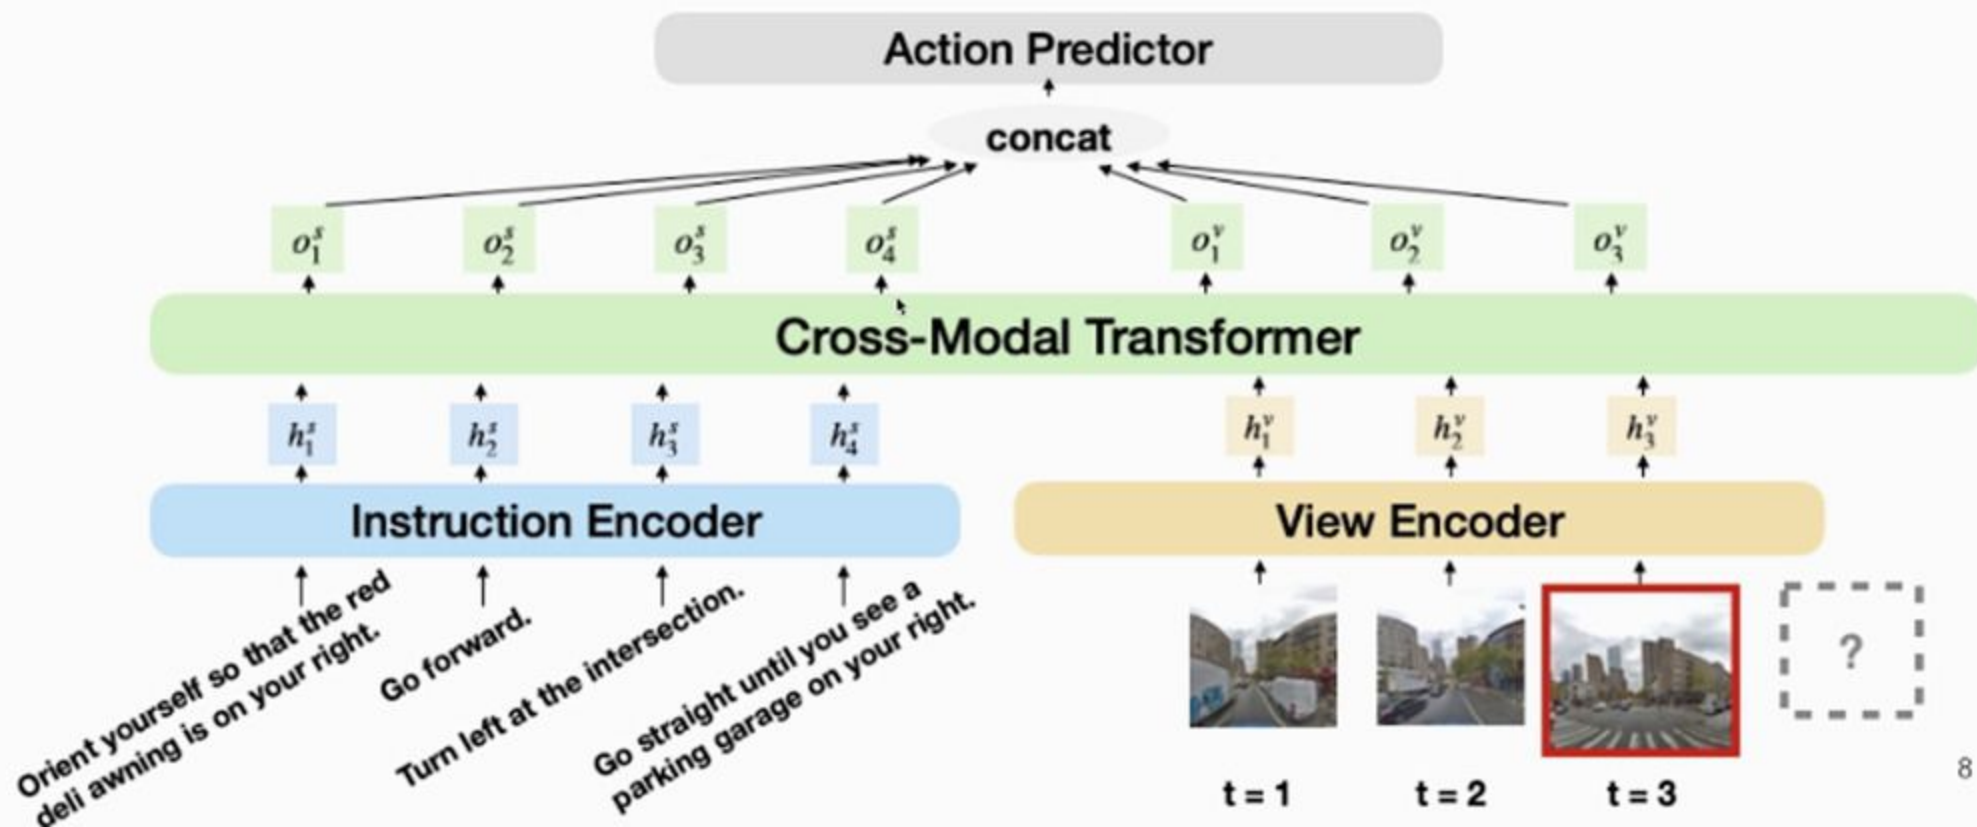 Action Predictor
concat
o_1^s o_2^s o_3^s o_4^s o_1^v o_2^v o_3^v
Cross-Modal Transformer
h_1^s h_2^s h_3^s h_4^s h_1^v h_2^v h_3^v
Instruction Encoder
View Encoder
Orient yourself so that the red
deli awning is on your right.
Go forward.
Turn left at the intersection.
Go straight until you see a
parking garage on your right.
?
t = 1
t = 2
t = 3
8